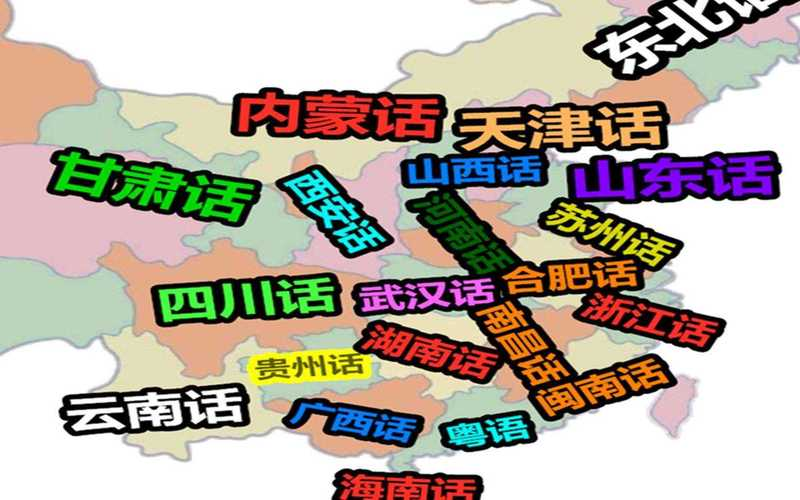 东北话
内蒙话
天津话
山西话
山东话
甘肃话
西安话
河南话
苏州话
四川话
武汉话
合肥话
浙江话
南昌话
湖南话
贵州话
闽南话
云南话
广西话
粤语
海南话